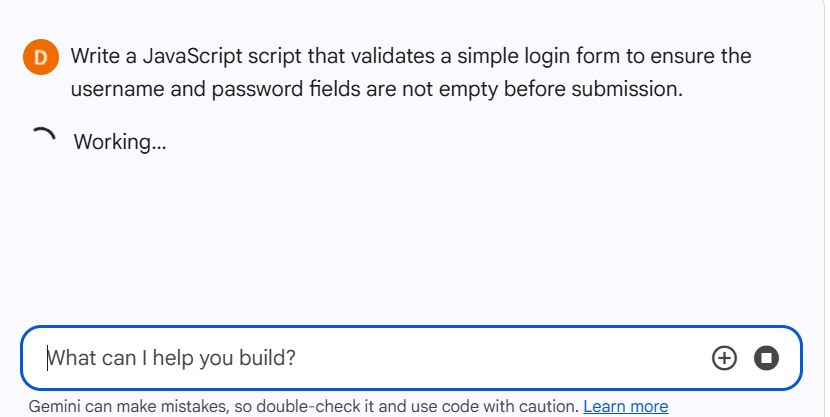 D
Write a JavaScript script that validates a simple login form to ensure the
username and password fields are not empty before submission.
Working...
What can I help you build?
Gemini can make mistakes, so double-check it and use code with caution. Learn more